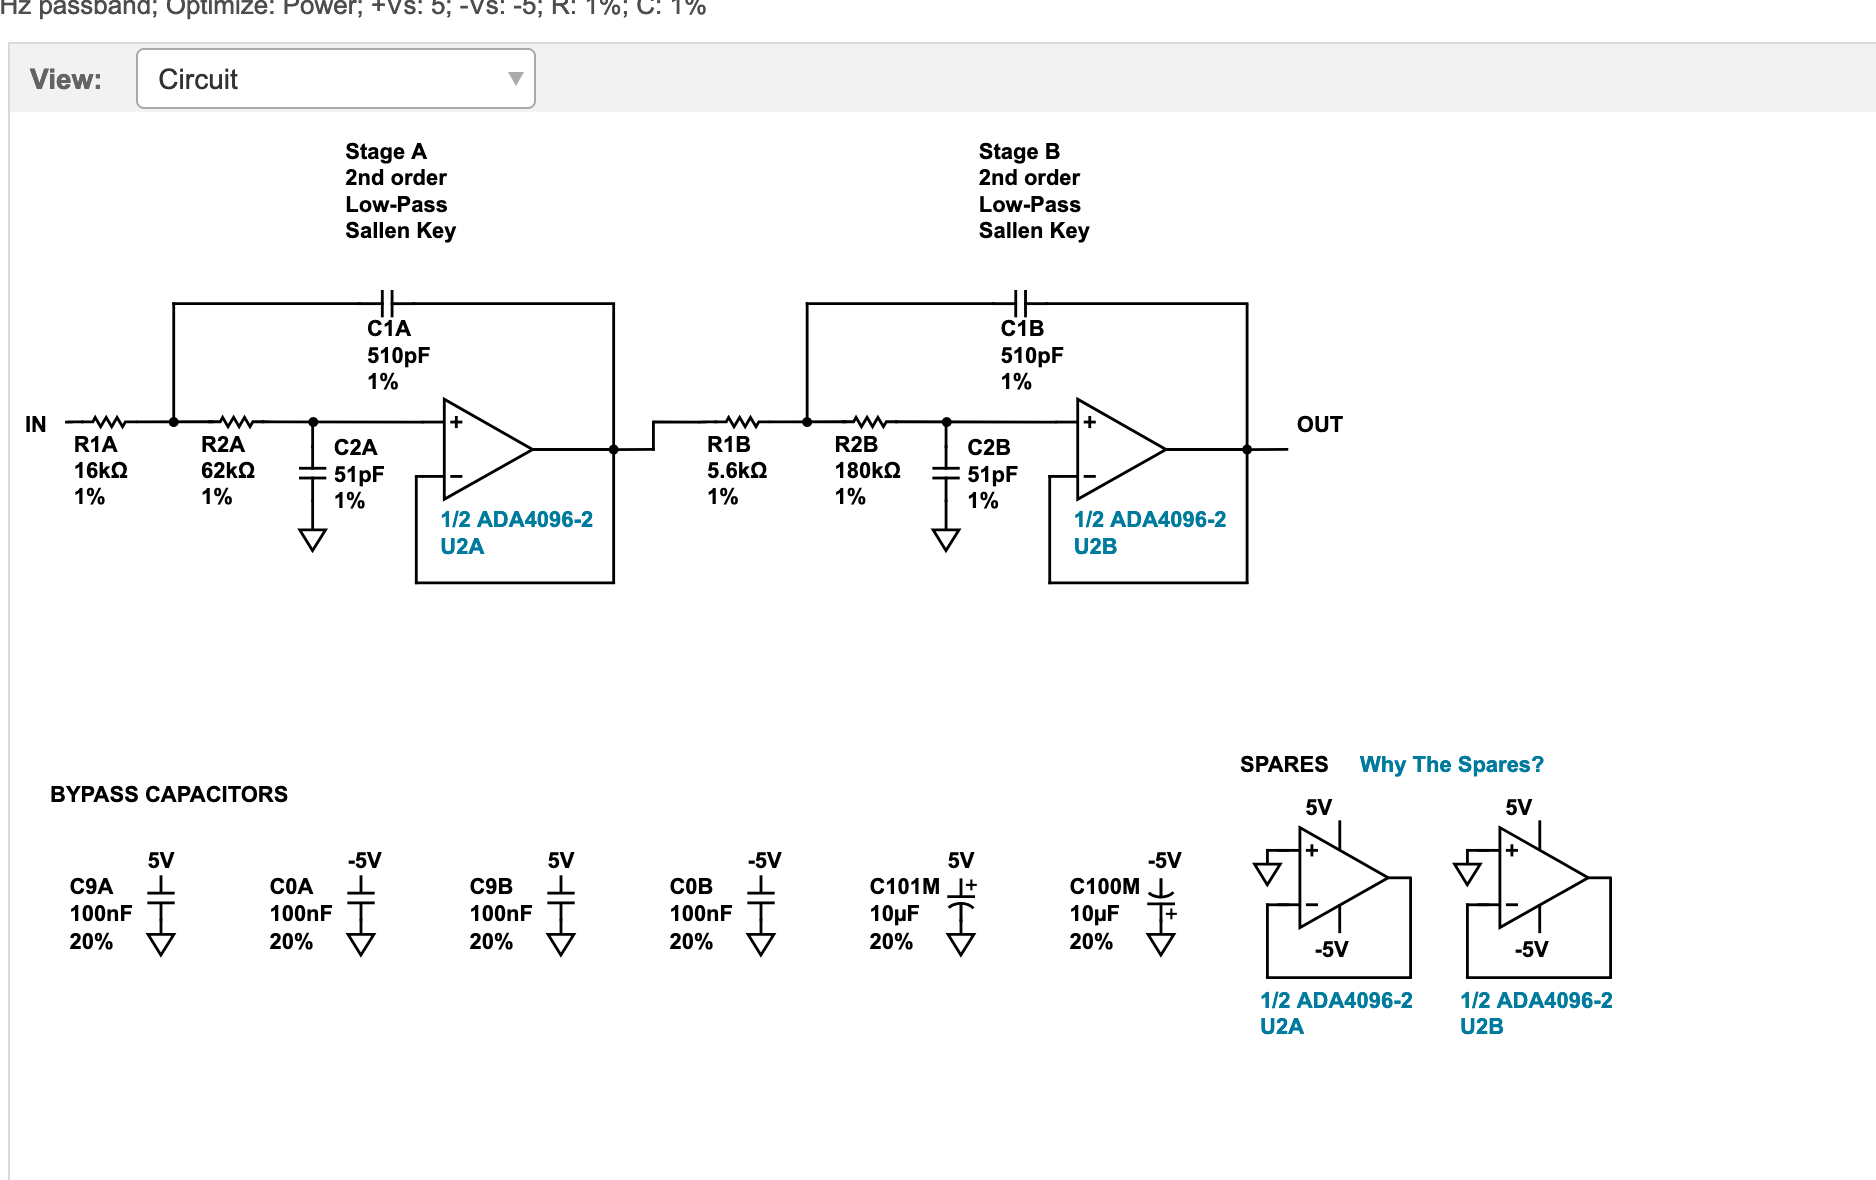 Hz passband; Optimize: Power; +Vs: 5; -Vs: -5; R: 1%; C: 1%
View:
Circuit
Stage A
2nd order
Low-Pass
Sallen Key
Stage B
2nd order
Low-Pass
Sallen Key
C1A
510pF
1%
C1B
510pF
1%
IN
R1A
16kΩ
1%
R2A
62kΩ
1%
C2A
51pF
1%
+
−
1/2 ADA4096-2
U2A
R1B
5.6kΩ
1%
R2B
180kΩ
1%
C2B
51pF
1%
+
−
1/2 ADA4096-2
U2B
OUT
BYPASS CAPACITORS
5V
C9A
100nF
20%
-5V
C0A
100nF
20%
5V
C9B
100nF
20%
-5V
C0B
100nF
20%
5V
C101M
+
10µF
20%
-5V
C100M
10µF
+
20%
SPARES Why The Spares?
5V
+
−
-5V
1/2 ADA4096-2
U2A
5V
+
−
-5V
1/2 ADA4096-2
U2B